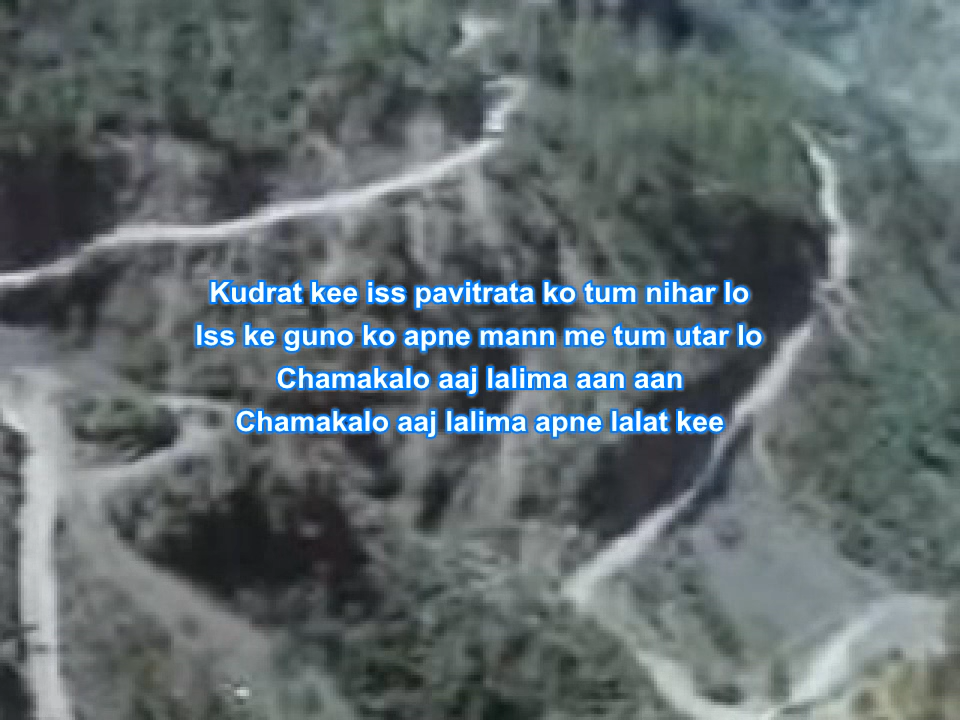 Kudrat kee iss pavitrata ko tum nihar lo
Iss ke guno ko apne mann me tum utar lo
Chamakalo aaj lalima aan aan
Chamakalo aaj lalima apne lalat kee